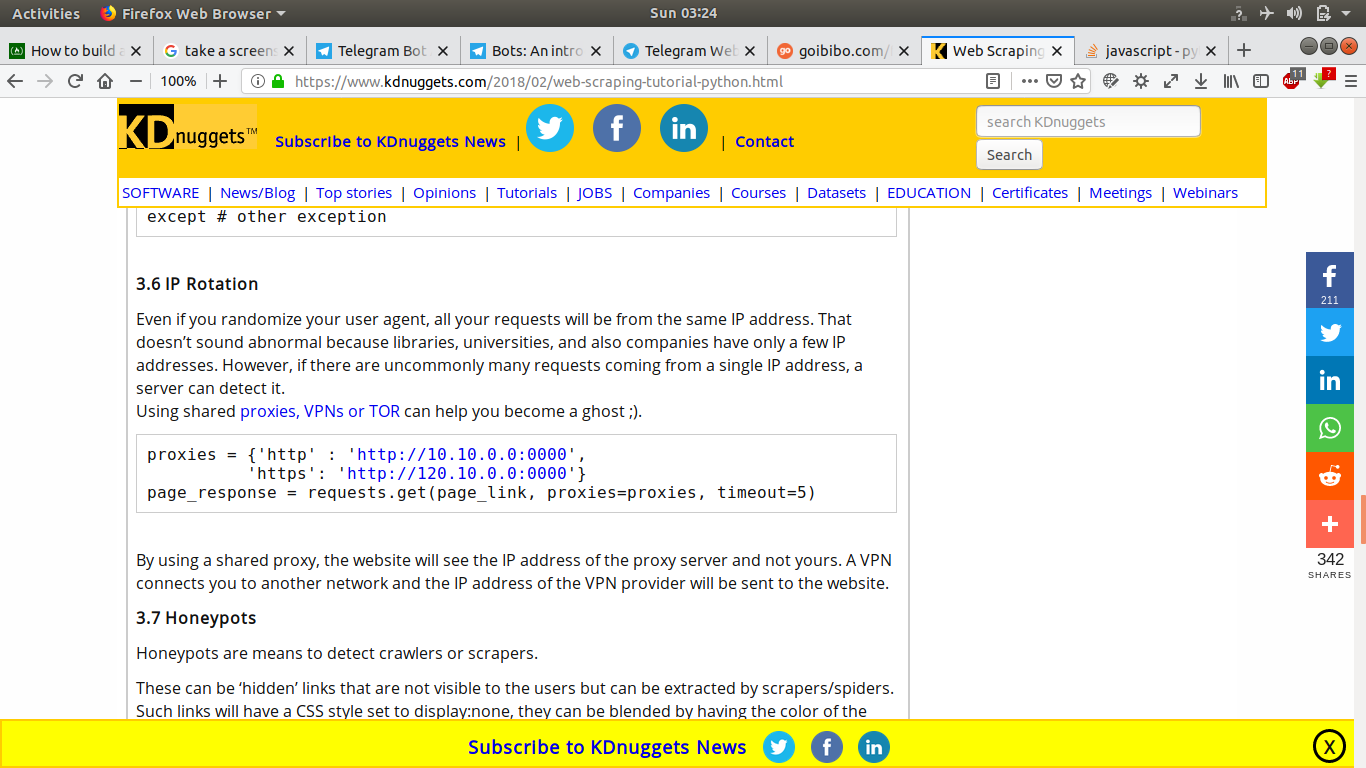 Activities Firefox Web Browser Sun 03:24
How to build a take a screens Telegram Bot Bots: An intro Telegram Web goibibo.com/ Web Scraping javascript - py
100% https://www.kdnuggets.com/2018/02/web-scraping-tutorial-python.html ABP 11 ?
KDnuggets™ Subscribe to KDnuggets News | | Contact
search KDnuggets
Search
SOFTWARE | News/Blog | Top stories | Opinions | Tutorials | JOBS | Companies | Courses | Datasets | EDUCATION | Certificates | Meetings | Webinars
except # other exception
3.6 IP Rotation
Even if you randomize your user agent, all your requests will be from the same IP address. That
doesn’t sound abnormal because libraries, universities, and also companies have only a few IP
addresses. However, if there are uncommonly many requests coming from a single IP address, a
server can detect it.
Using shared proxies, VPNs or TOR can help you become a ghost ;).
proxies = {'http' : 'http://10.10.0.0:0000',
'https': 'http://120.10.0.0:0000'}
page_response = requests.get(page_link, proxies=proxies, timeout=5)
By using a shared proxy, the website will see the IP address of the proxy server and not yours. A VPN
connects you to another network and the IP address of the VPN provider will be sent to the website.
3.7 Honeypots
Honeypots are means to detect crawlers or scrapers.
These can be ‘hidden’ links that are not visible to the users but can be extracted by scrapers/spiders.
Such links will have a CSS style set to display:none, they can be blended by having the color of the
211
342
SHARES
Subscribe to KDnuggets News
X